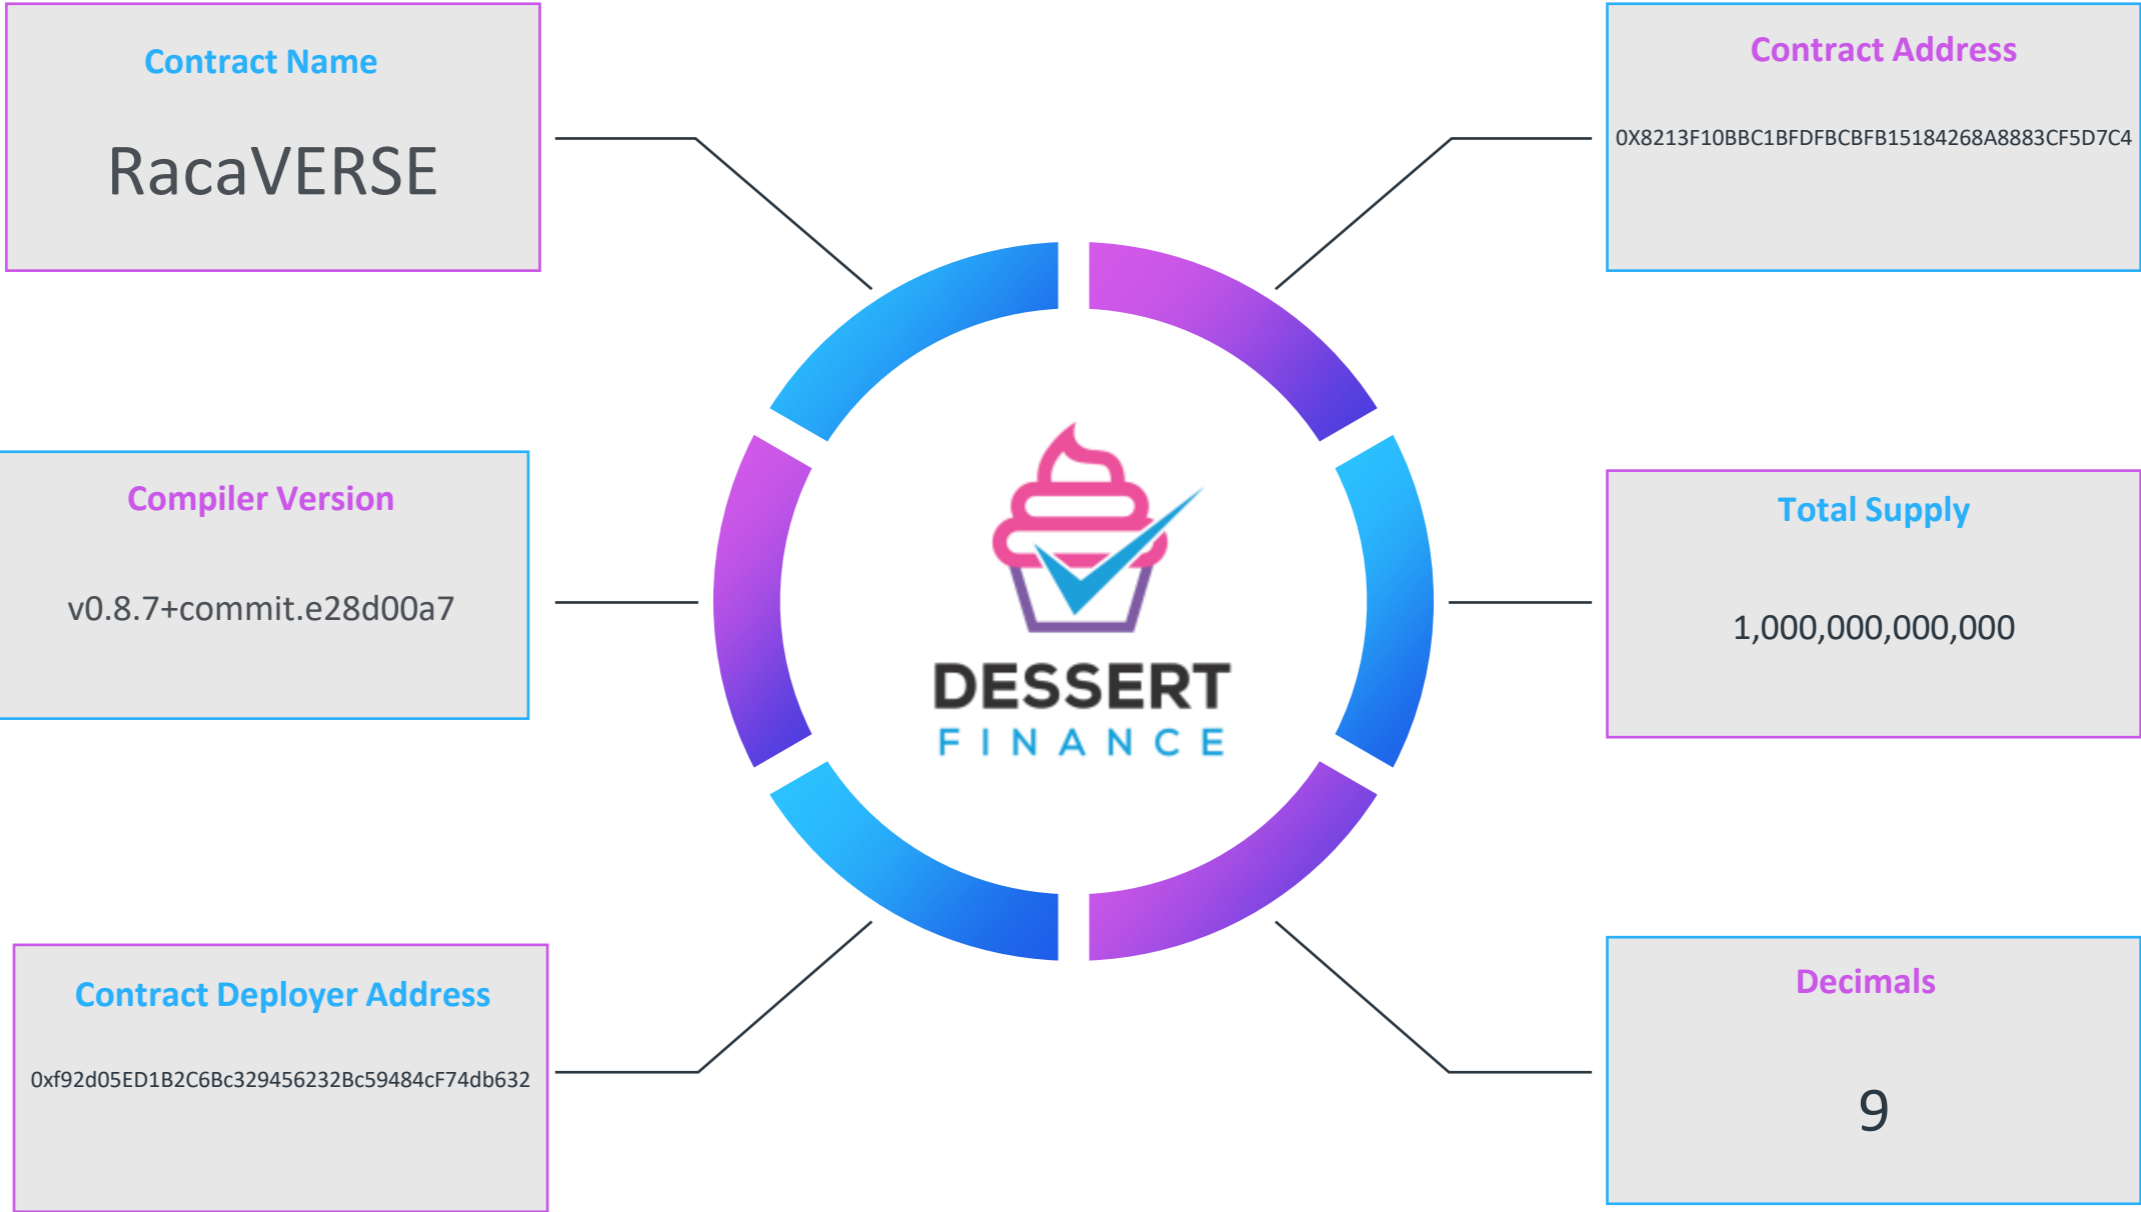 Contract Name
RacaVERSE
Contract Address
0X8213F10BBC1BFDFBCBFB15184268A8883CF5D7C4
Compiler Version
v0.8.7+commit.e28d00a7
Total Supply
1,000,000,000,000
DESSERT
FINANCE
Contract Deployer Address
0xf92d05ED1B2C6Bc329456232Bc59484cF74db632
Decimals
9